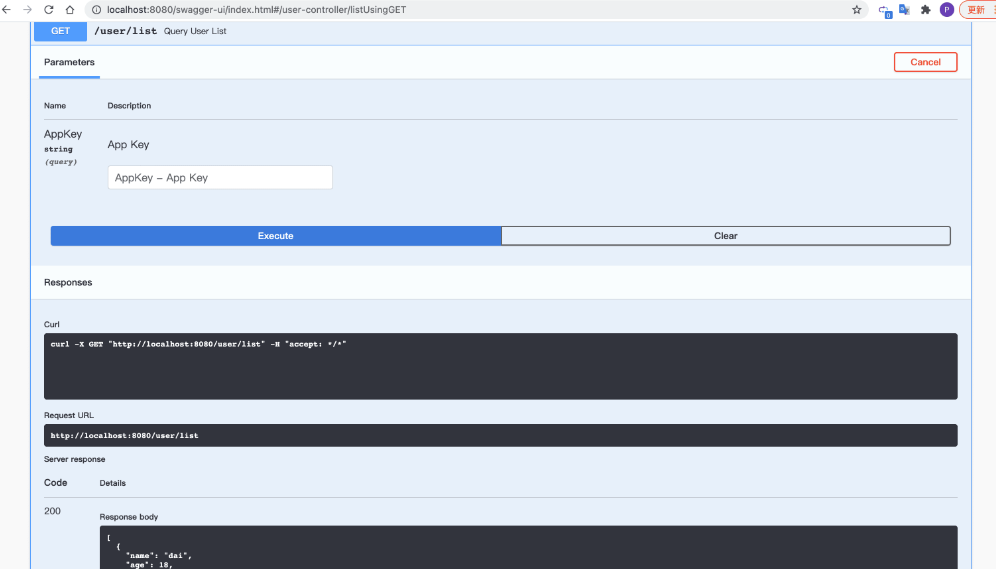 localhost:8080/swagger-ui/index.html#/user-controller/listUsingGET
P
更新
GET /user/list Query User List
Parameters
Cancel
Name Description
AppKey
string
(query)
App Key
AppKey – App Key
Execute
Clear
Responses
Curl
curl -X GET "http://localhost:8080/user/list" -H "accept: */*"
Request URL
http://localhost:8080/user/list
Server response
Code Details
200
Response body
[
{
"name": "dai",
"age": 18,